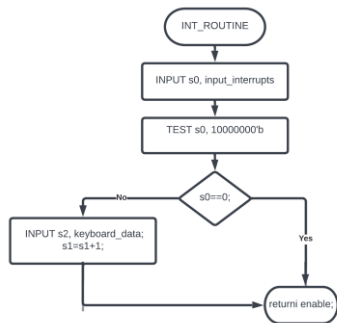 INT_ROUTINE
INPUT s0, input_interrupts
TEST s0, 10000000'b
s0==0;
No
Yes
INPUT s2, keyboard_data;
s1=s1+1;
returni enable;